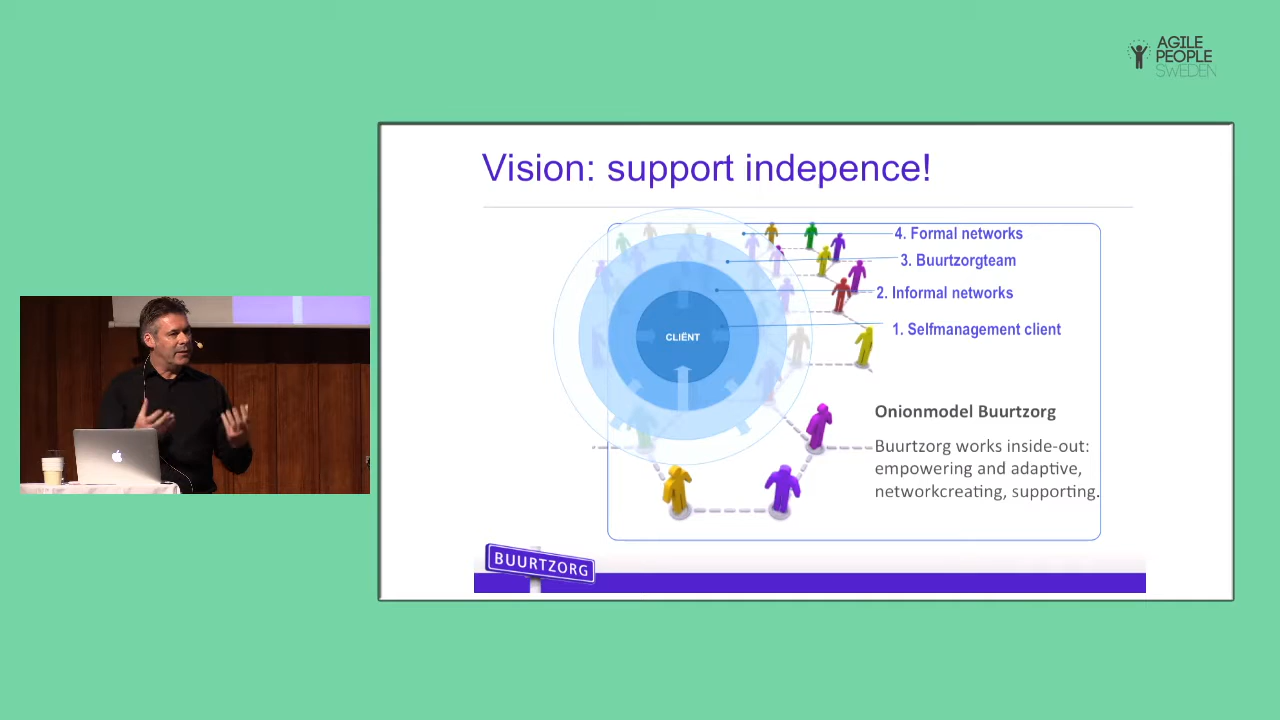 AGILE
PEOPLE
SWEDEN
Vision: support indepence!
4. Formal networks
3. Buurtzorgteam
2. Informal networks
1. Selfmanagement client
CLIËNT
Onionmodel Buurtzorg
Buurtzorg works inside-out:
empowering and adaptive,
networkcreating, supporting.
BUURTZORG